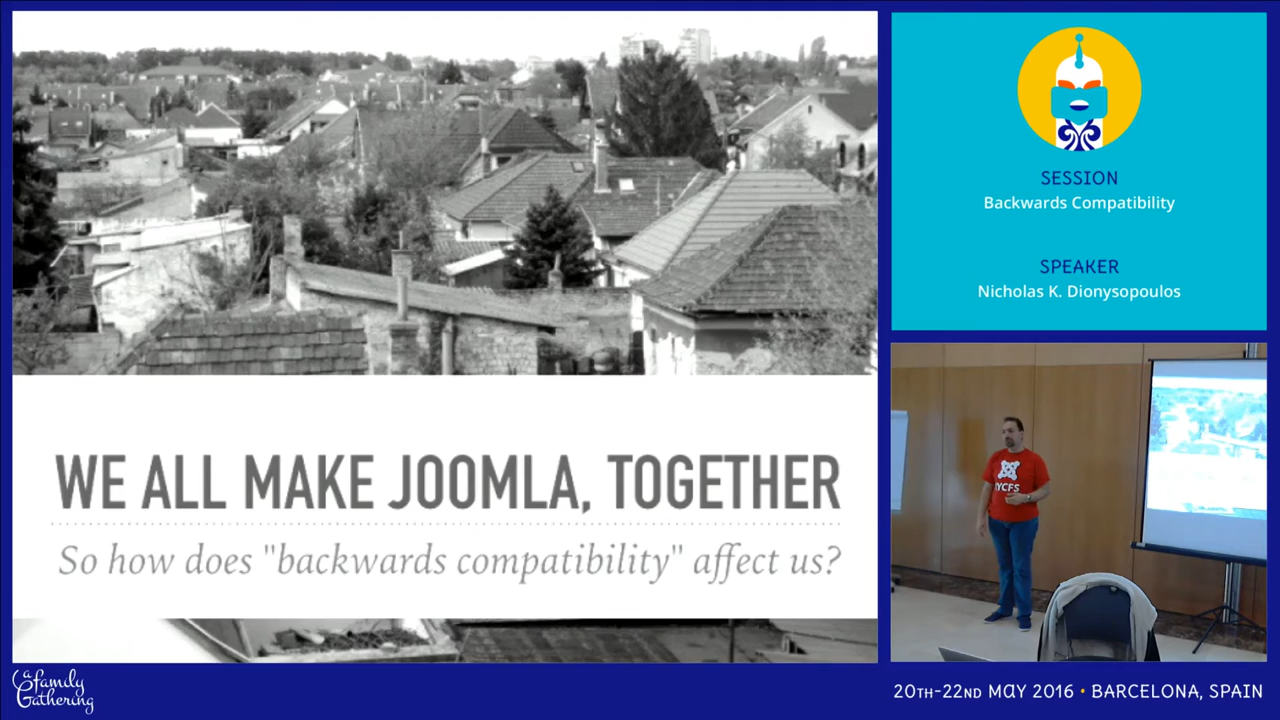 WE ALL MAKE JOOMLA, TOGETHER
So how does "backwards compatibility" affect us?
SESSION
Backwards Compatibility
SPEAKER
Nicholas K. Dionysopoulos
a family
Gathering
20TH-22ND MAY 2016 • BARCELONA, SPAIN